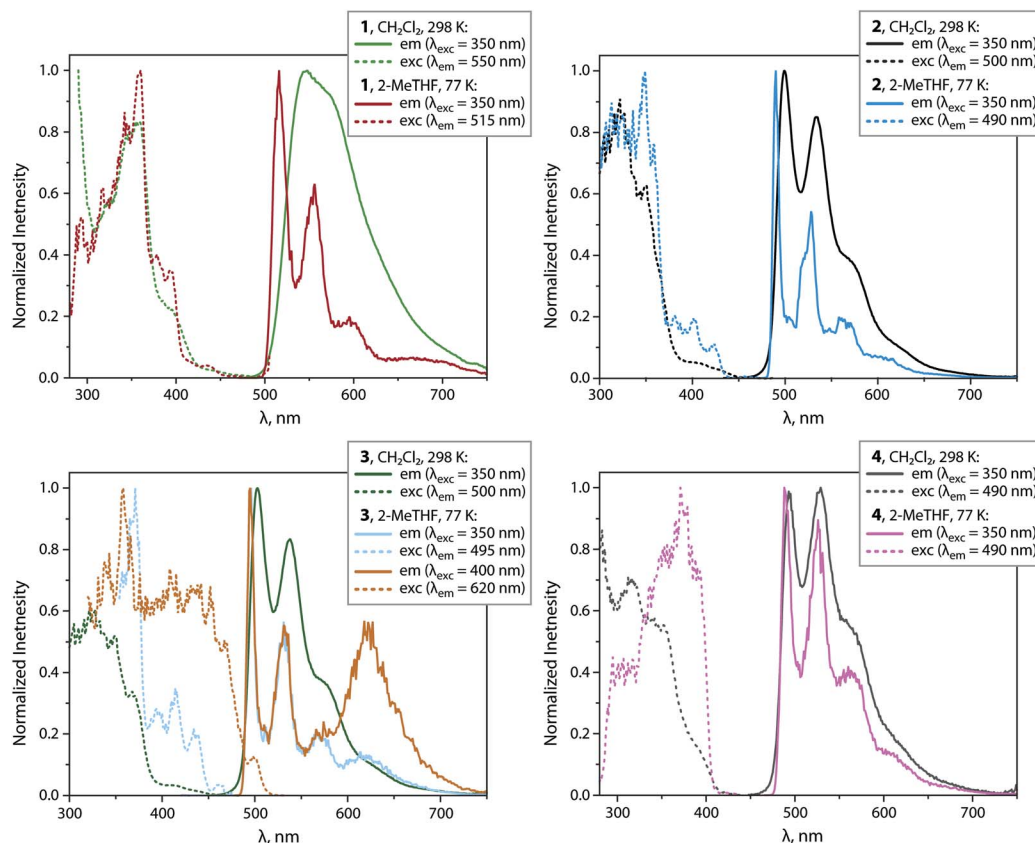 1, CH₂Cl₂, 298 K:
em (λexc = 350 nm)
exc (λem = 550 nm)
1, 2-MeTHF, 77 K:
em (λexc = 350 nm)
exc (λem = 515 nm)
1.0
0.8
0.6
0.4
0.2
0.0
Normalized Inetnesity
300
400
500
600
700
λ, nm
2, CH₂Cl₂, 298 K:
em (λexc = 350 nm)
exc (λem = 500 nm)
2, 2-MeTHF, 77 K:
em (λexc = 350 nm)
exc (λem = 490 nm)
1.0
0.8
0.6
0.4
0.2
0.0
Normalized Inetnesity
300
400
500
600
700
λ, nm
3, CH₂Cl₂, 298 K:
em (λexc = 350 nm)
exc (λem = 500 nm)
3, 2-MeTHF, 77 K:
em (λexc = 350 nm)
exc (λem = 495 nm)
em (λexc = 400 nm)
exc (λem = 620 nm)
1.0
0.8
0.6
0.4
0.2
0.0
Normalized Inetnesity
300
400
500
600
700
λ, nm
4, CH₂Cl₂, 298 K:
em (λexc = 350 nm)
exc (λem = 490 nm)
4, 2-MeTHF, 77 K:
em (λexc = 350 nm)
exc (λem = 490 nm)
1.0
0.8
0.6
0.4
0.2
0.0
Normalized Inetnesity
300
400
500
600
700
λ, nm